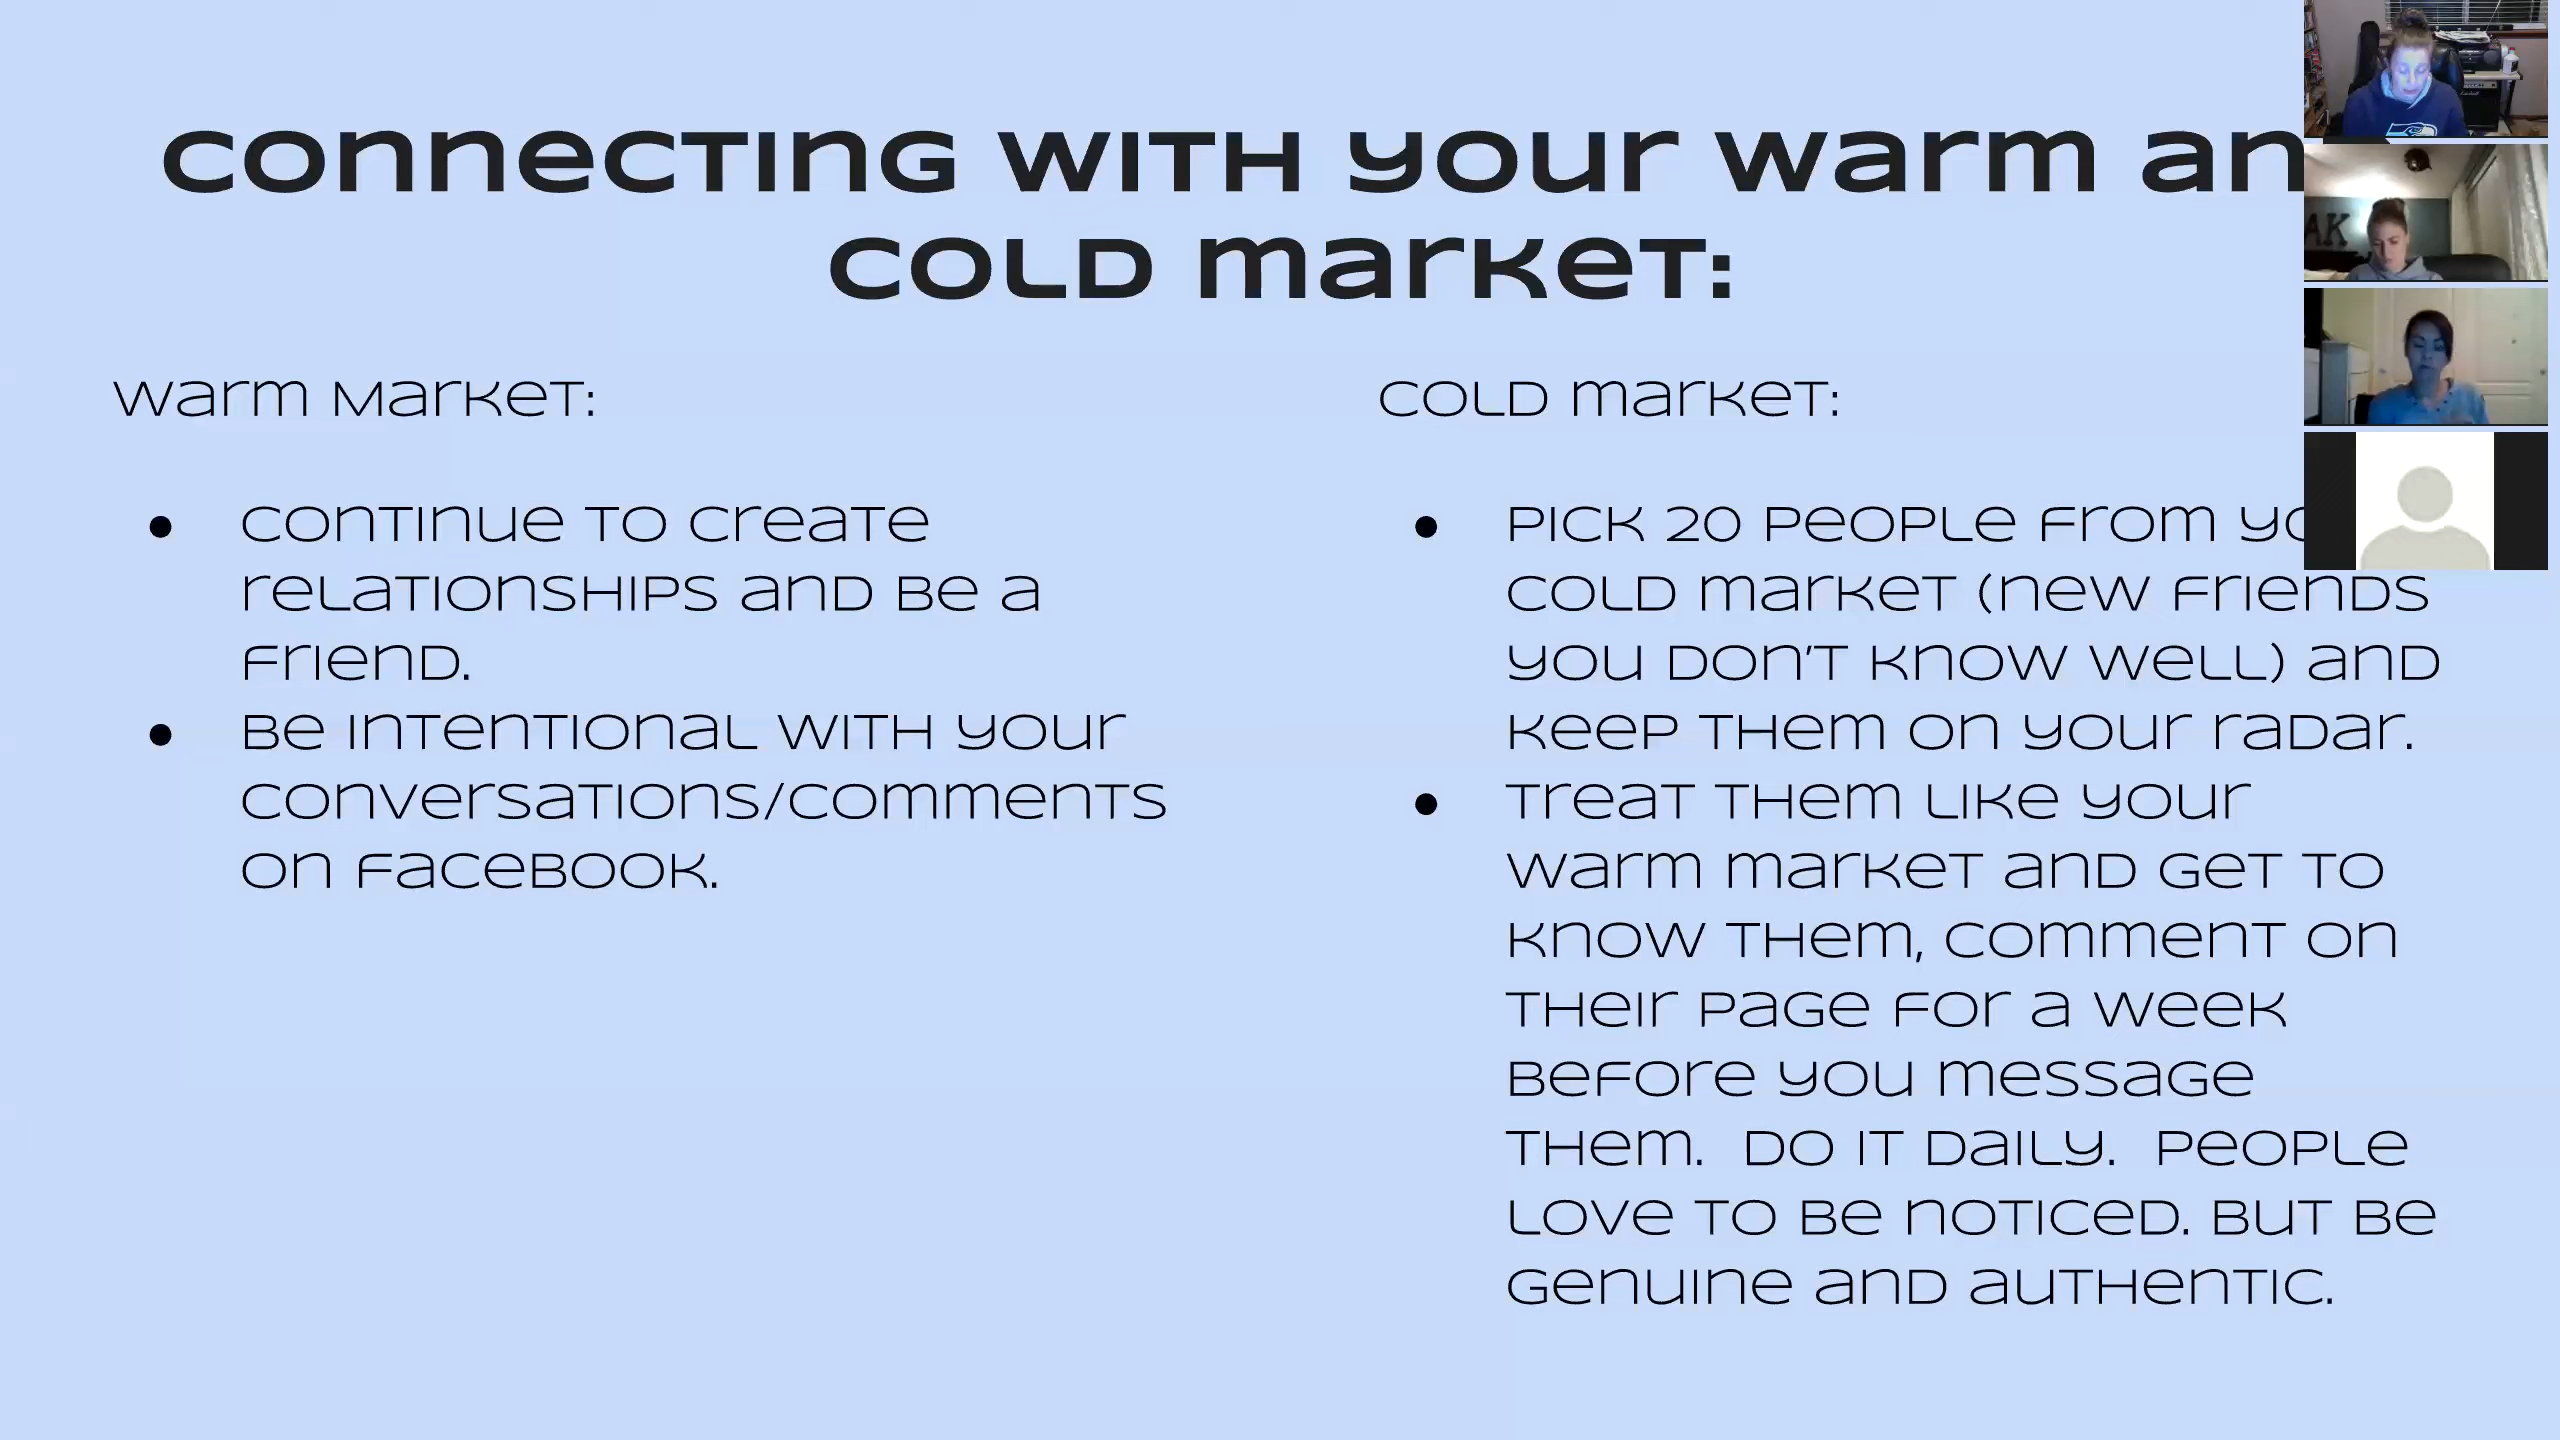 Connecting with your warm an
cold market:
Warm Market:
Continue to create
relationships and be a
friend.
Be intentional with your
conversations/comments
on Facebook.
Cold market:
Pick 20 people from yo
cold market (new friends
you don't know well) and
keep them on your radar.
Treat them like your
warm market and get to
know them, comment on
their page for a week
before you message
them.  Do it daily.  People
love to be noticed. But be
genuine and authentic.
AK